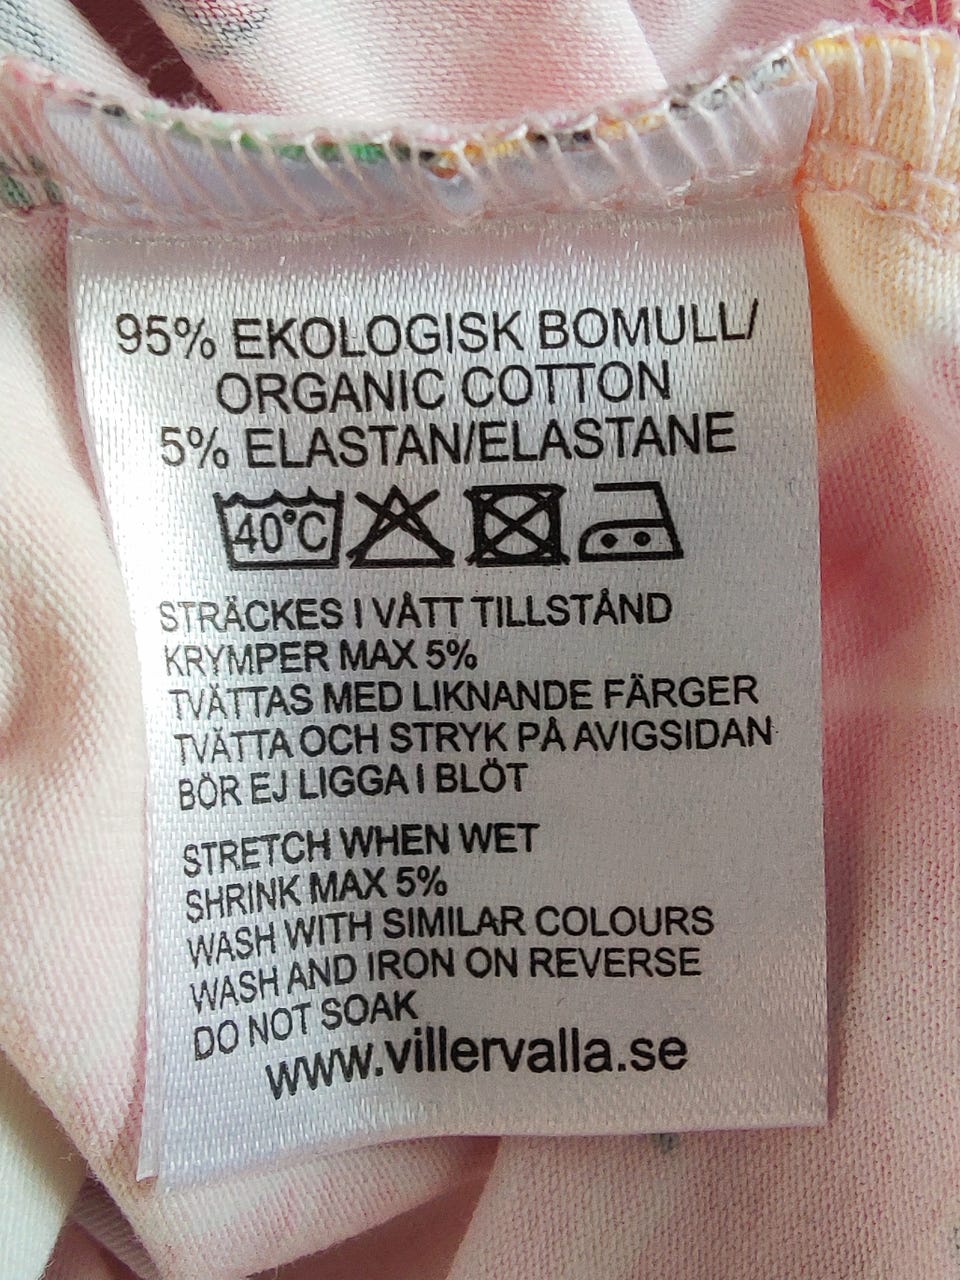 95% EKOLOGISK BOMULL/
ORGANIC COTTON
5% ELASTAN/ELASTANE
40°C
STRÄCKES I VÅTT TILLSTÅND
KRYMPER MAX 5%
TVÄTTAS MED LIKNANDE FÄRGER
TVÄTTA OCH STRYK PÅ AVIGSIDAN
BÖR EJ LIGGA I BLÖT
STRETCH WHEN WET
SHRINK MAX 5%
WASH WITH SIMILAR COLOURS
WASH AND IRON ON REVERSE
DO NOT SOAK
www.villervalla.se